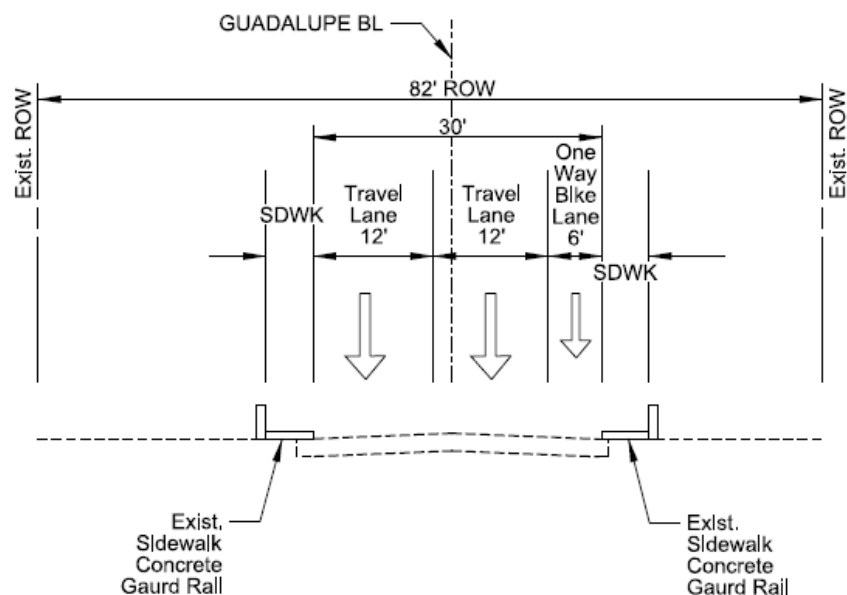 GUADALUPE BL
82' ROW
Exist. ROW
Exist. ROW
30'
One
Way
Bike
Lane
6'
Travel
Lane
12'
Travel
Lane
12'
SDWK
SDWK
Exist.
Sidewalk
Concrete
Gaurd Rail
Exist.
Sidewalk
Concrete
Gaurd Rail